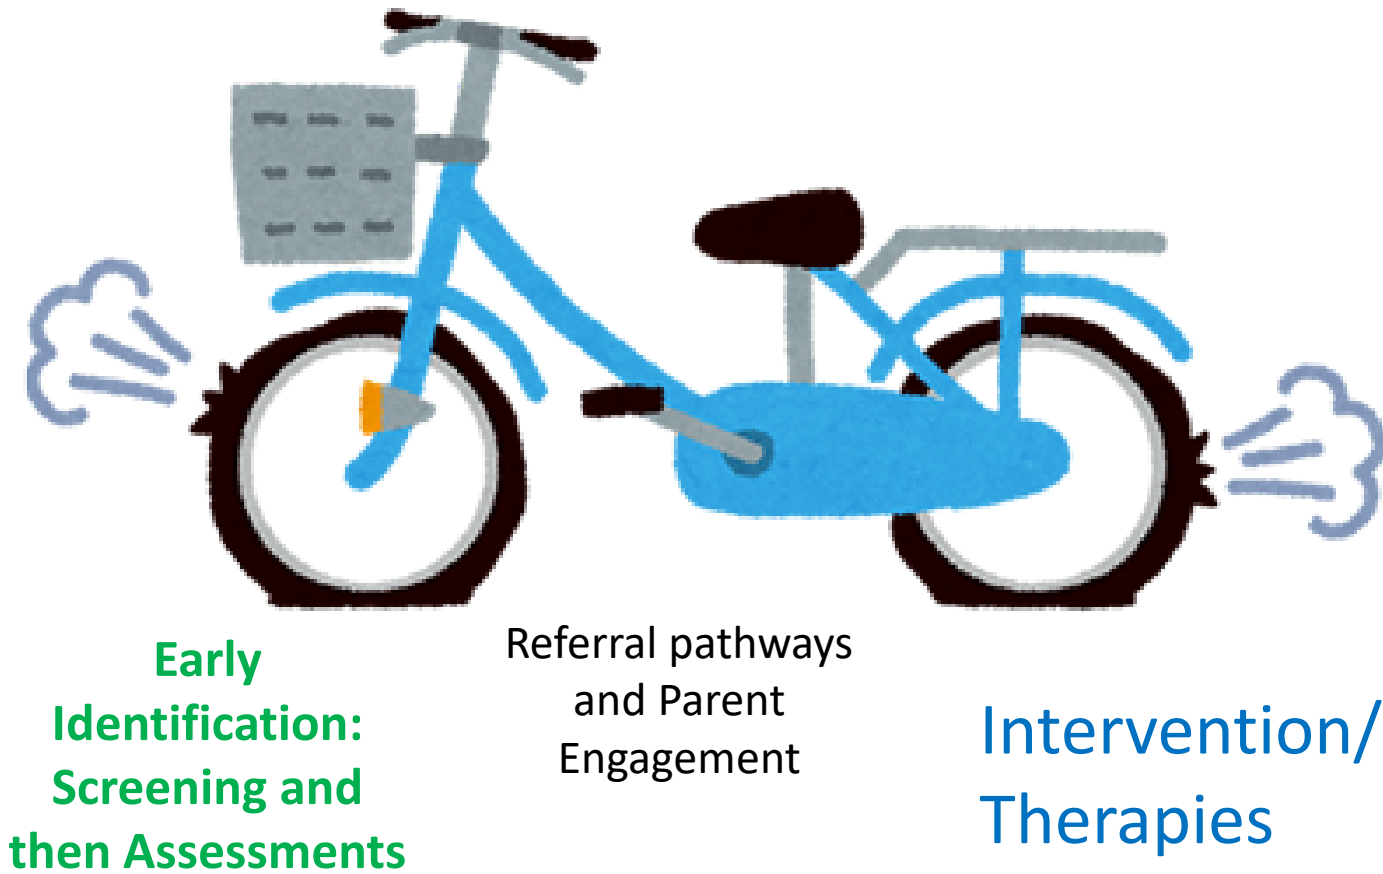 Early
Identification:
Screening and
then Assessments
Referral pathways
and Parent
Engagement
Intervention/
Therapies